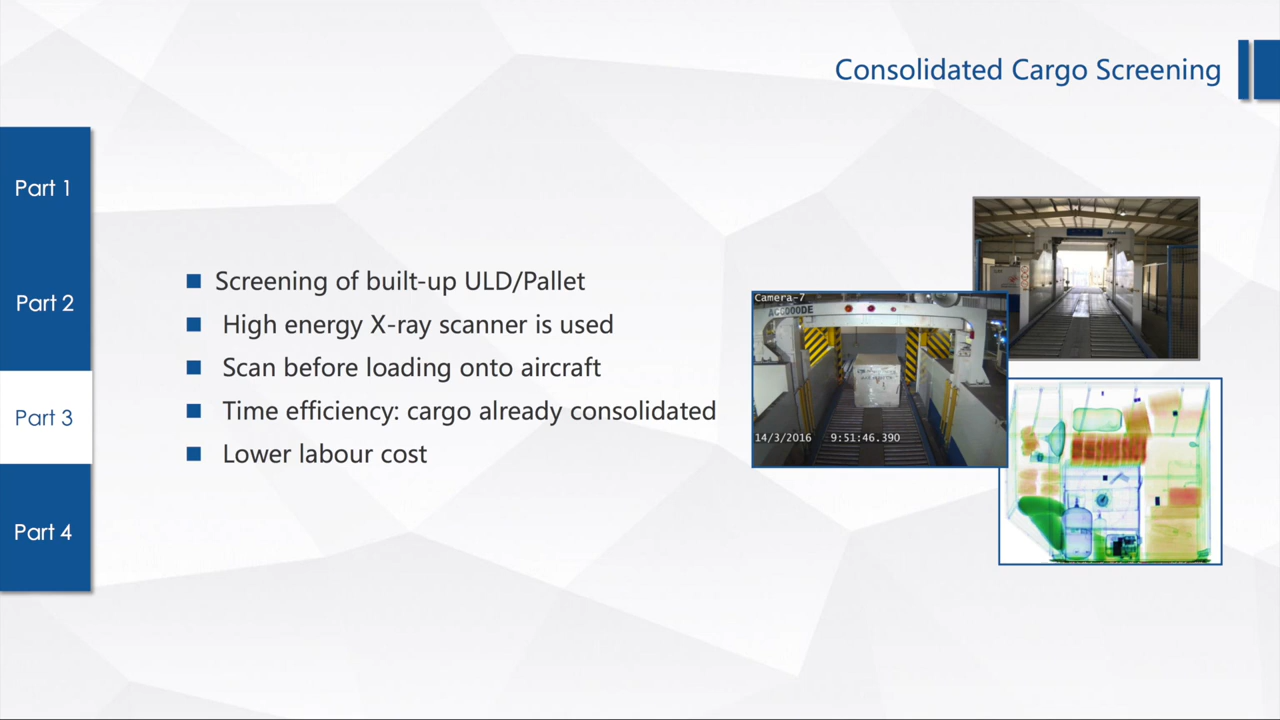 Consolidated Cargo Screening
Part 1
Part 2
Part 3
Part 4
Screening of built-up ULD/Pallet
High energy X-ray scanner is used
Scan before loading onto aircraft
Time efficiency: cargo already consolidated
Lower labour cost
Camera-7
14/3/2016 9:51:46.390